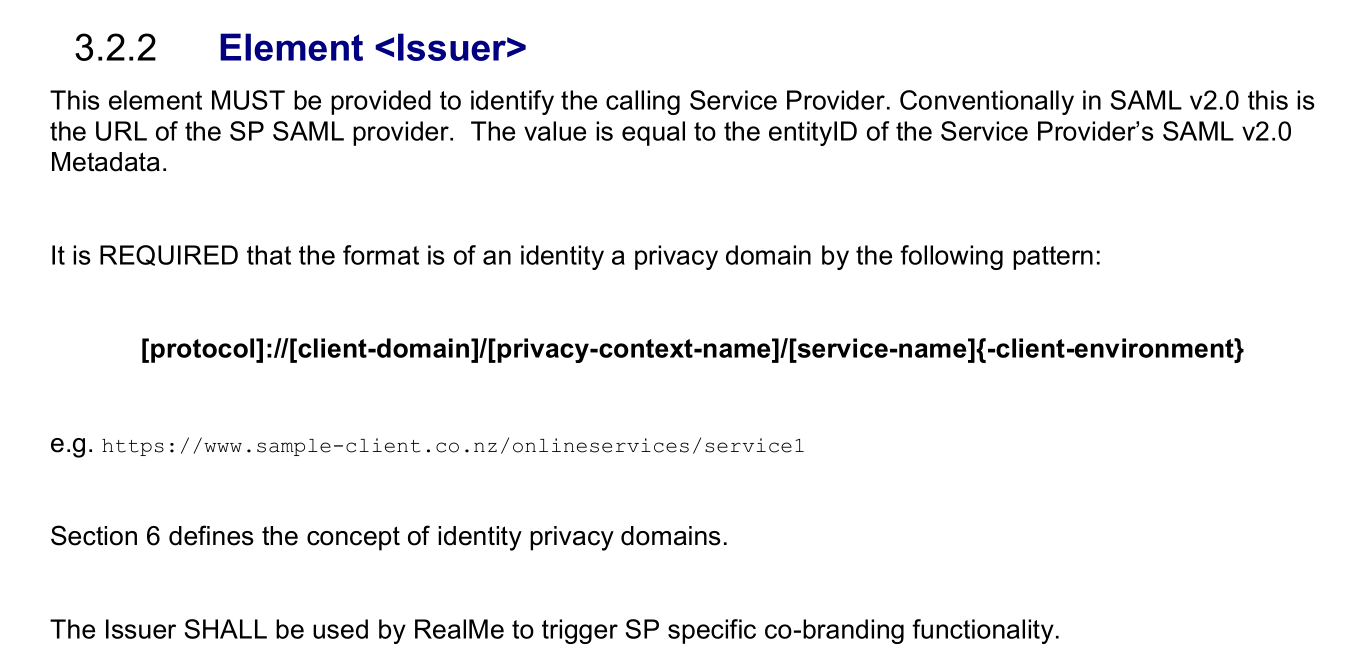 3.2.2 Element <Issuer>
This element MUST be provided to identify the calling Service Provider. Conventionally in SAML v2.0 this is
the URL of the SP SAML provider.  The value is equal to the entityID of the Service Provider’s SAML v2.0
Metadata.
It is REQUIRED that the format is of an identity a privacy domain by the following pattern:
[protocol]://[client-domain]/[privacy-context-name]/[service-name]{-client-environment}
e.g. https://www.sample-client.co.nz/onlineservices/service1
Section 6 defines the concept of identity privacy domains.
The Issuer SHALL be used by RealMe to trigger SP specific co-branding functionality.